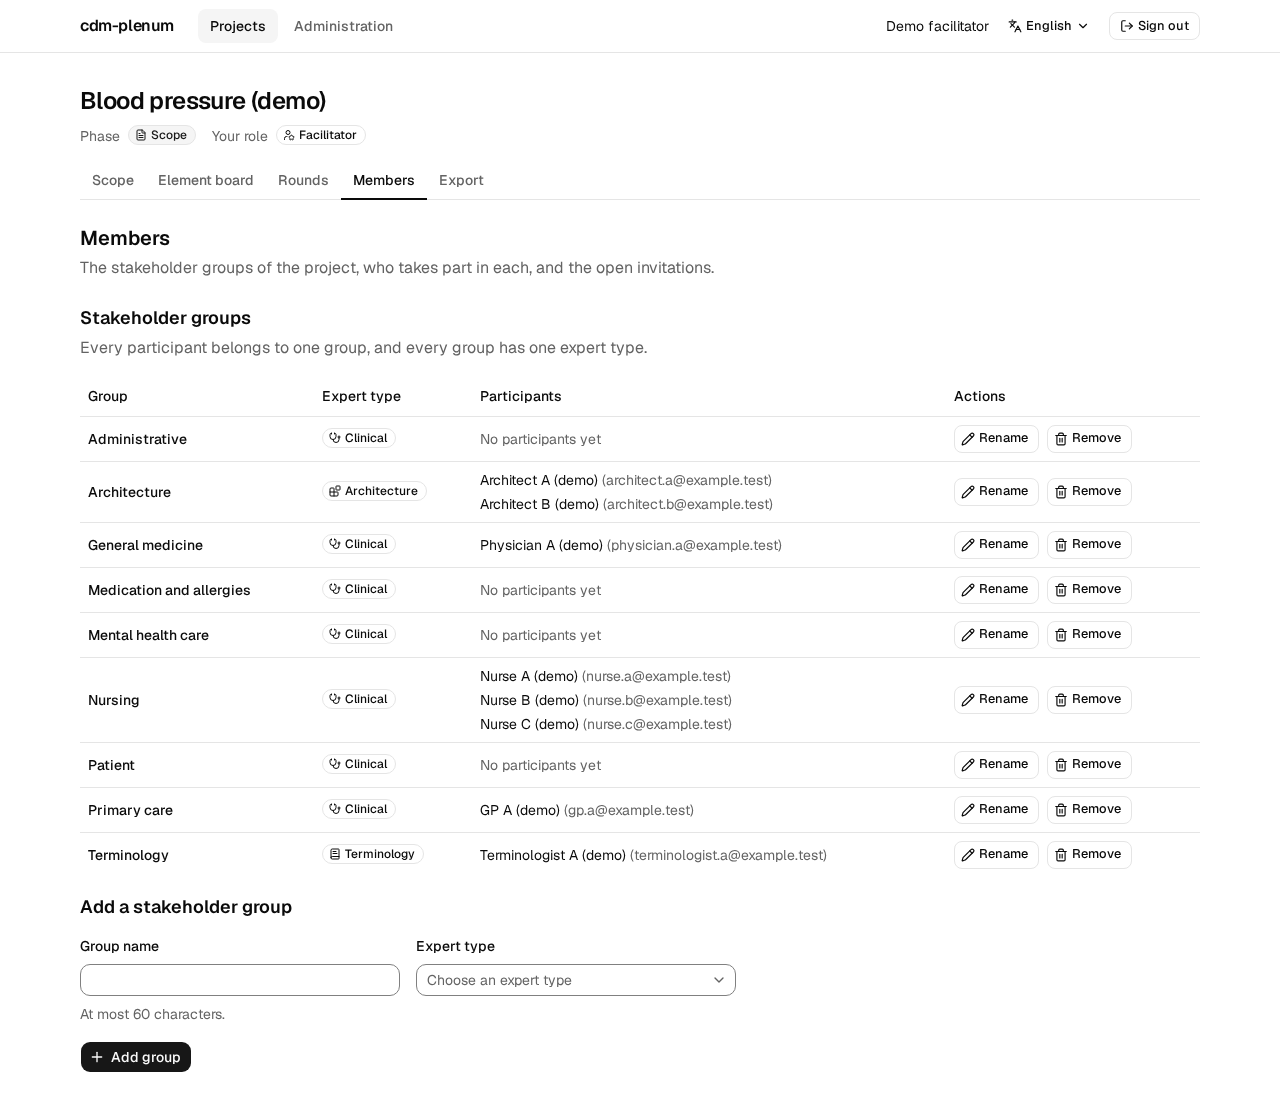 cdm-plenum Projects Administration Demo facilitator English Sign out
Blood pressure (demo)
Phase Scope Your role Facilitator
Scope Element board Rounds Members Export
Members
The stakeholder groups of the project, who takes part in each, and the open invitations.
Stakeholder groups
Every participant belongs to one group, and every group has one expert type.
Group Expert type Participants Actions
Administrative Clinical No participants yet Rename Remove
Architecture Architecture Architect A (demo) (architect.a@example.test) Rename Remove
Architect B (demo) (architect.b@example.test)
General medicine Clinical Physician A (demo) (physician.a@example.test) Rename Remove
Medication and allergies Clinical No participants yet Rename Remove
Mental health care Clinical No participants yet Rename Remove
Nursing Clinical Nurse A (demo) (nurse.a@example.test) Rename Remove
Nurse B (demo) (nurse.b@example.test)
Nurse C (demo) (nurse.c@example.test)
Patient Clinical No participants yet Rename Remove
Primary care Clinical GP A (demo) (gp.a@example.test) Rename Remove
Terminology Terminology Terminologist A (demo) (terminologist.a@example.test) Rename Remove
Add a stakeholder group
Group name Expert type
Choose an expert type
At most 60 characters.
Add group